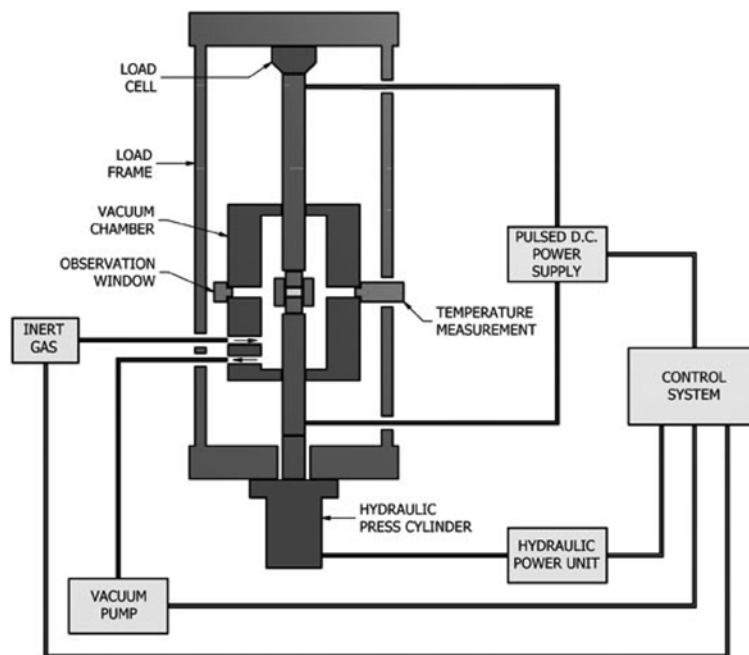 LOAD
CELL
LOAD
FRAME
VACUUM
CHAMBER
OBSERVATION
WINDOW
PULSED D.C.
POWER
SUPPLY
TEMPERATURE
MEASUREMENT
INERT
GAS
CONTROL
SYSTEM
HYDRAULIC
PRESS CYLINDER
HYDRAULIC
POWER UNIT
VACUUM
PUMP